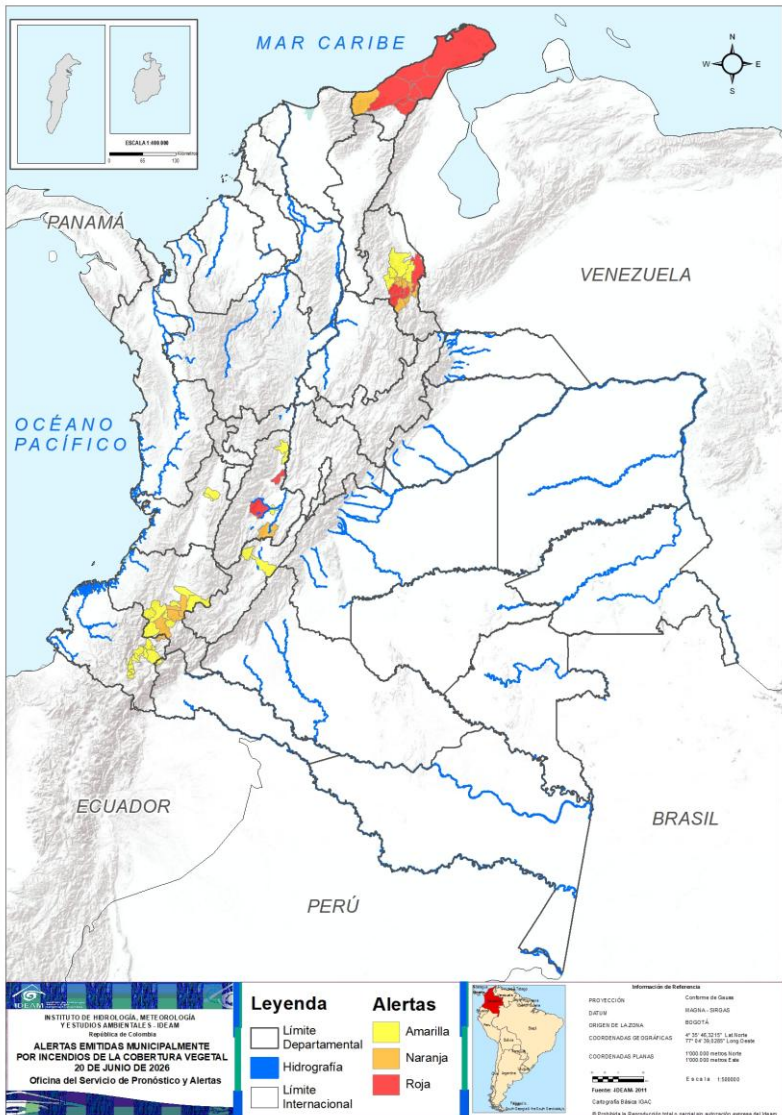 MAR CARIBE
N
W
E
S
ESCALA 1:400 000
0 65 130
PANAMÁ
VENEZUELA
OCÉANO
PACÍFICO
ECUADOR
BRASIL
PERÚ
IDEAM
INSTITUTO DE HIDROLOGÍA, METEOROLOGÍA
Y ESTUDIOS AMBIENTALES - IDEAM
República de Colombia
ALERTAS EMITIDAS MUNICIPALMENTE
POR INCENDIOS DE LA COBERTURA VEGETAL
20 DE JUNIO DE 2026
Oficina del Servicio de Pronóstico y Alertas
Leyenda
Límite
Departamental
Hidrografía
Límite
Internacional
Alertas
Amarilla
Naranja
Roja
Información de Referencia
PROYECCIÓN Conforme de Gauss
DATUM MAGNA - SIRGAS
ORIGEN DE LA ZONA BOGOTÁ
COORDENADAS GEOGRÁFICAS
COORDENADAS PLANAS 1'000.000 metros Norte
1'000.000 metros Este
Fuente: IDEAM 2011
Cartografía Básica IGAC